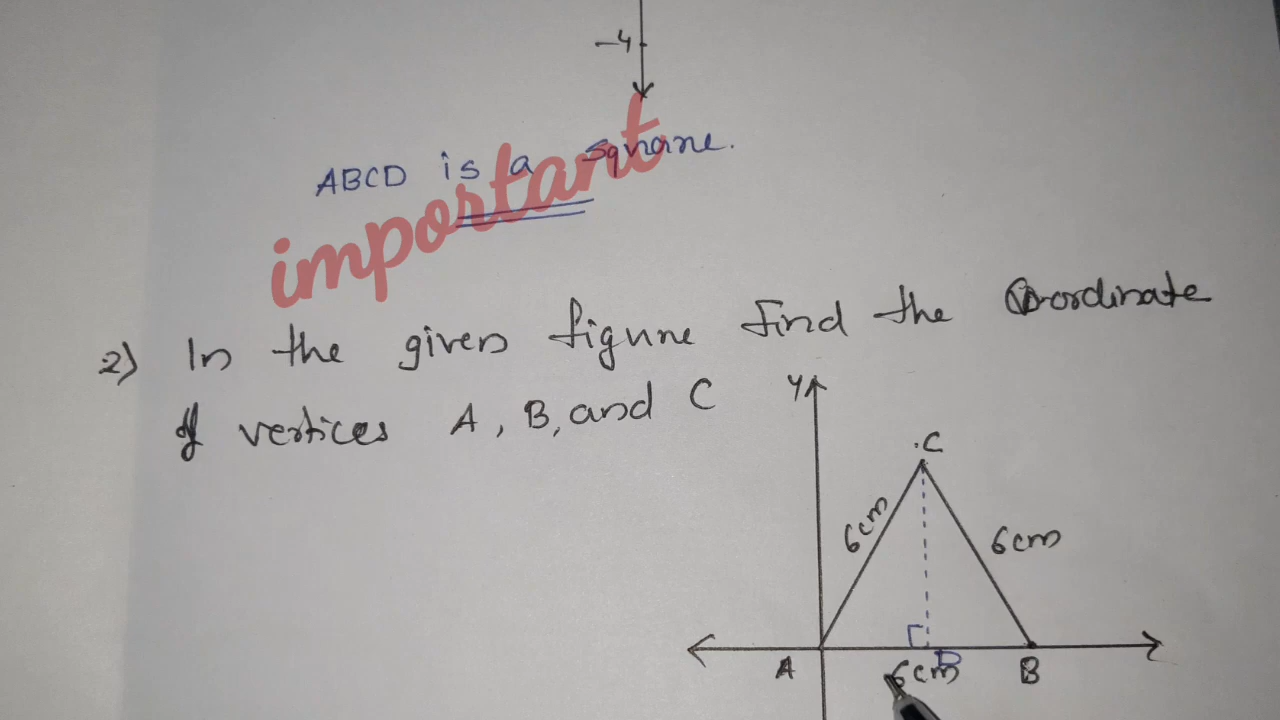 -4
ABCD is a square.
important
2) In the given figure find the Coordinate
of vertices A, B, and C
Y
C
6cm
6cm
A
D
6cm
B